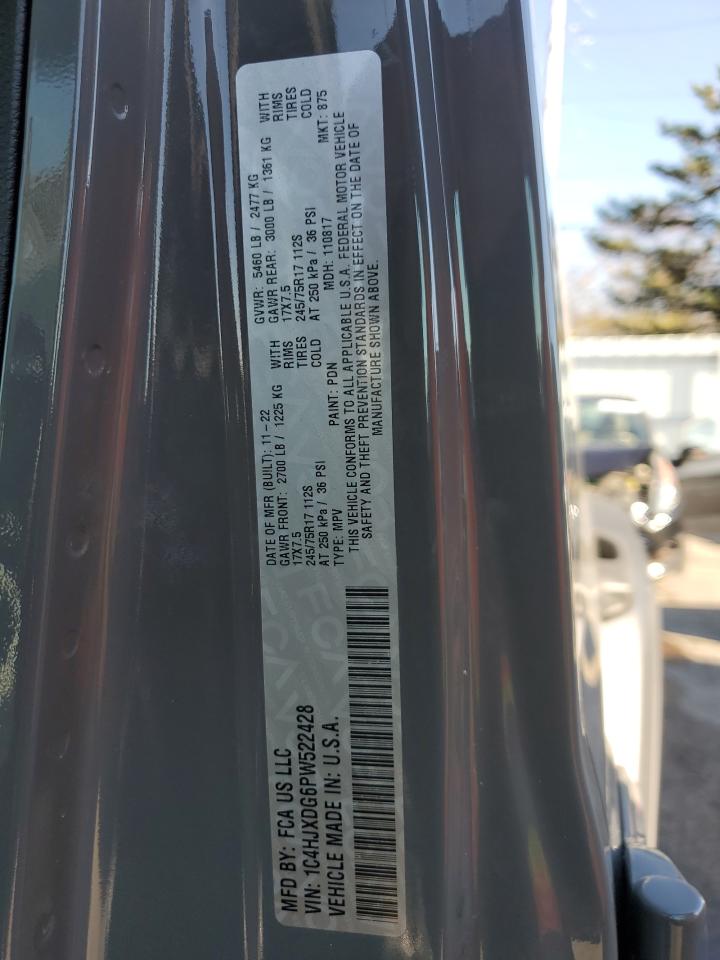 MFD BY: FCA US LLC
VIN: 1C4HJXDG6PW522428
VEHICLE MADE IN: U.S.A.
DATE OF MFR (BUILT): 11-22 GVWR: 5460 LB / 2477 KG
GAWR FRONT: 2700 LB / 1225 KG WITH GAWR REAR: 3000 LB / 1361 KG WITH
17X7.5 RIMS 17X7.5 RIMS
245/75R17 112S TIRES 245/75R17 112S TIRES
AT 250 kPa / 36 PSI COLD AT 250 kPa / 36 PSI COLD
TYPE: MPV PAINT: PDN MDH: 110817 MKT: 875
THIS VEHICLE CONFORMS TO ALL APPLICABLE U.S.A. FEDERAL MOTOR VEHICLE
SAFETY AND THEFT PREVENTION STANDARDS IN EFFECT ON THE DATE OF
MANUFACTURE SHOWN ABOVE.